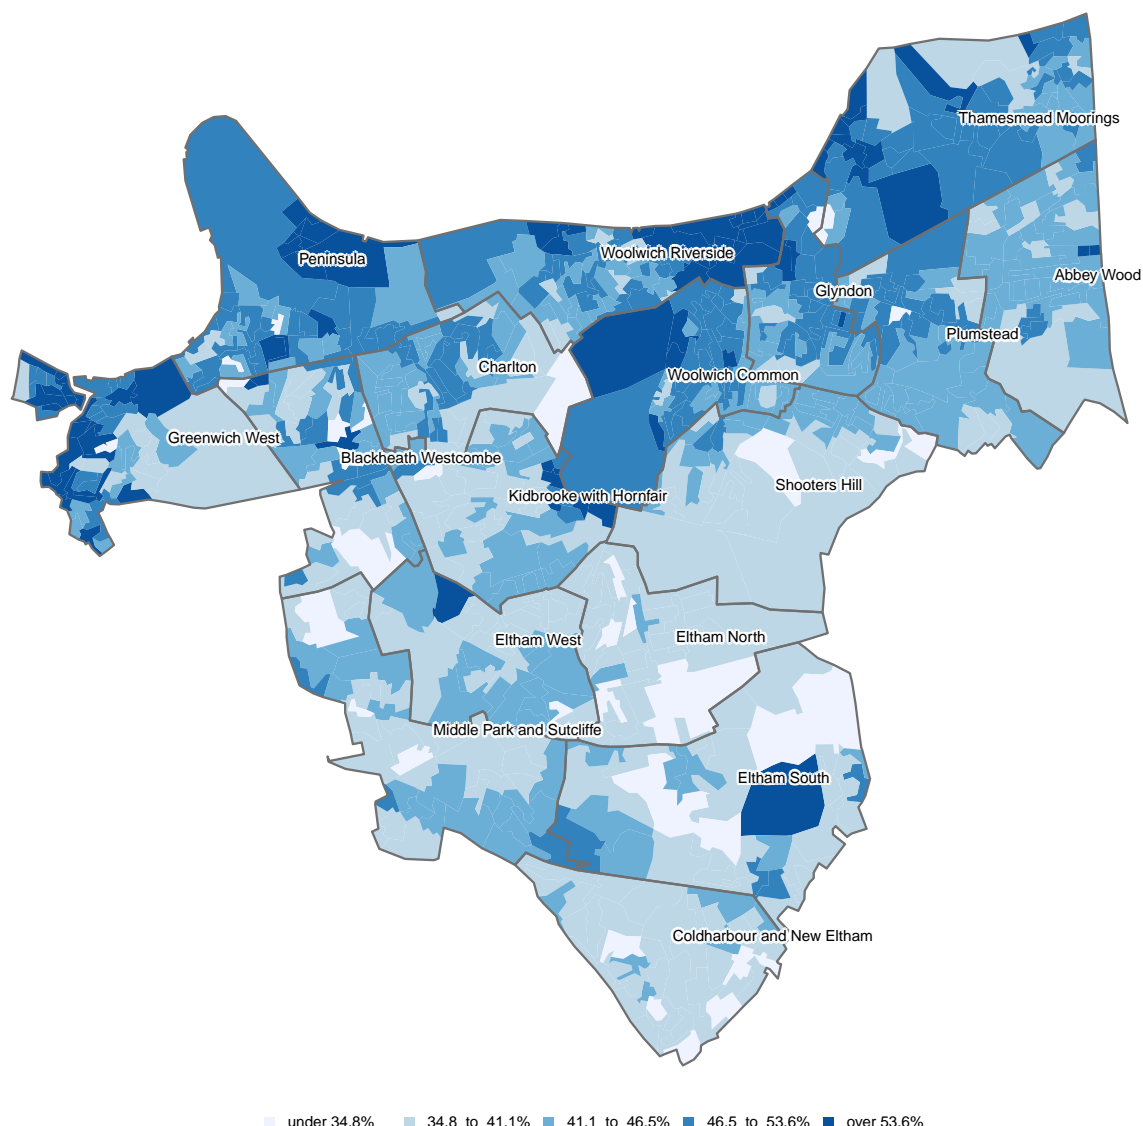 Thamesmead Moorings
Peninsula
Woolwich Riverside
Abbey Wood
Glyndon
Plumstead
Charlton
Woolwich Common
Greenwich West
Blackheath Westcombe
Shooters Hill
Kidbrooke with Hornfair
Eltham West
Eltham North
Middle Park and Sutcliffe
Eltham South
Coldharbour and New Eltham
under 34.8% 34.8 to 41.1% 41.1 to 46.5% 46.5 to 53.6% over 53.6%